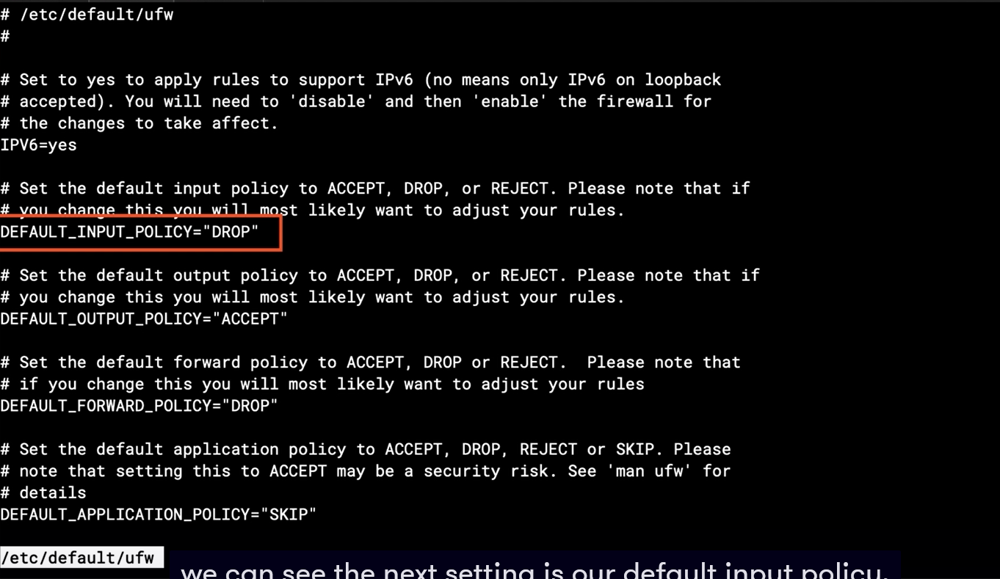 # /etc/default/ufw
#
# Set to yes to apply rules to support IPv6 (no means only IPv6 on loopback
# accepted). You will need to 'disable' and then 'enable' the firewall for
# the changes to take affect.
IPV6=yes
# Set the default input policy to ACCEPT, DROP, or REJECT. Please note that if
# you change this you will most likely want to adjust your rules.
DEFAULT_INPUT_POLICY="DROP"
# Set the default output policy to ACCEPT, DROP, or REJECT. Please note that if
# you change this you will most likely want to adjust your rules.
DEFAULT_OUTPUT_POLICY="ACCEPT"
# Set the default forward policy to ACCEPT, DROP or REJECT.  Please note that
# if you change this you will most likely want to adjust your rules
DEFAULT_FORWARD_POLICY="DROP"
# Set the default application policy to ACCEPT, DROP, REJECT or SKIP. Please
# note that setting this to ACCEPT may be a security risk. See 'man ufw' for
# details
DEFAULT_APPLICATION_POLICY="SKIP"
/etc/default/ufw
we can see the next setting is our default input policy.